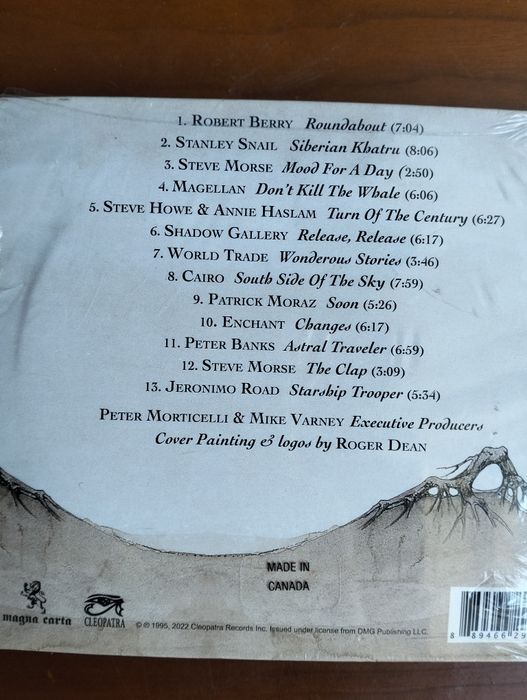 1. Robert Berry Roundabout (7:04)
2. Stanley Snail Siberian Khatru (8:06)
3. Steve Morse Mood For A Day (2:50)
4. Magellan Don't Kill The Whale (6:06)
5. Steve Howe & Annie Haslam Turn Of The Century (6:27)
6. Shadow Gallery Release, Release (6:17)
7. World Trade Wonderous Stories (3:46)
8. Cairo South Side Of The Sky (7:59)
9. Patrick Moraz Soon (5:26)
10. Enchant Changes (6:17)
11. Peter Banks Astral Traveler (6:59)
12. Steve Morse The Clap (3:09)
13. Jeronimo Road Starship Trooper (5:34)
Peter Morticelli & Mike Varney Executive Producers
Cover Painting & logos by Roger Dean
MADE IN
CANADA
magna carta
CLEOPATRA
℗ © 1995, 2022 Cleopatra Records Inc. Issued under license from DMG Publishing LLC.
8 89466 29